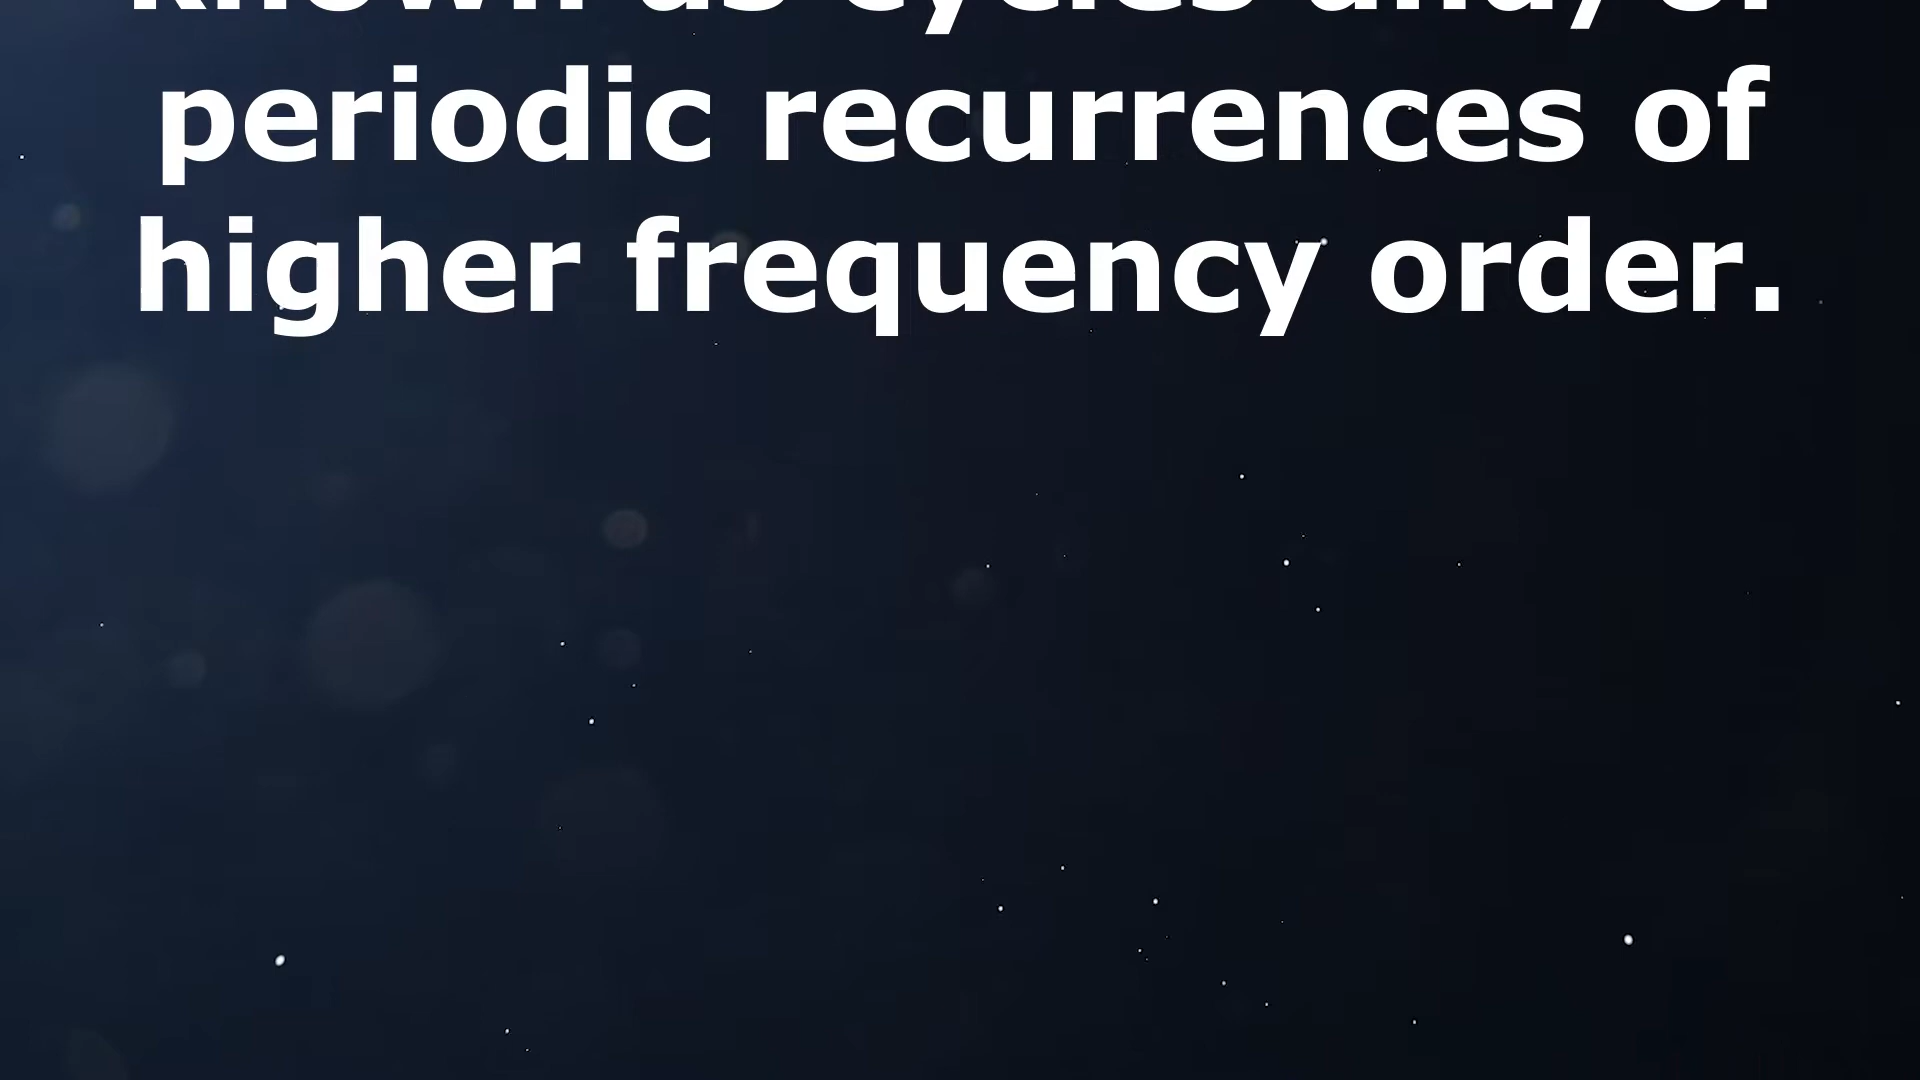 known as cycles and/or
periodic recurrences of
higher frequency order.